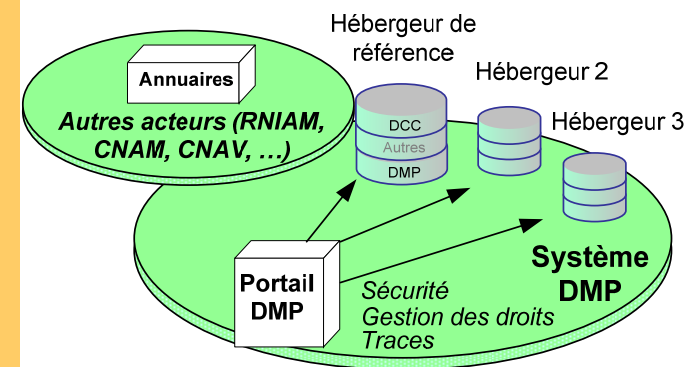 Hébergeur de
référence
Hébergeur 2
Hébergeur 3
Annuaires
Autres acteurs (RNIAM,
CNAM, CNAV, …)
DCC
Autres
DMP
Portail
DMP
Sécurité
Gestion des droits
Traces
Système
DMP